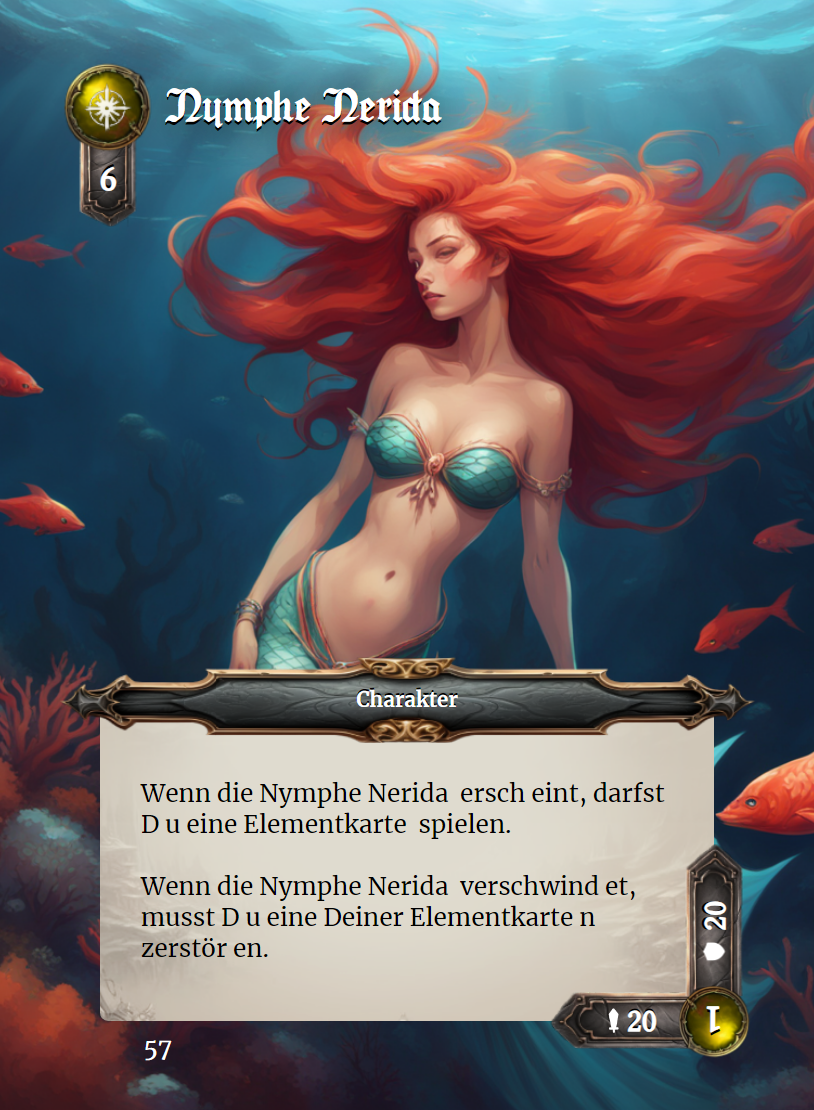 Nymphe Nerida
6
Charakter
Wenn die Nymphe Nerida  ersch eint, darfst
D u eine Elementkarte  spielen.
Wenn die Nymphe Nerida  verschwind et,
musst D u eine Deiner Elementkarte n
zerstör en.
20
20
1
57